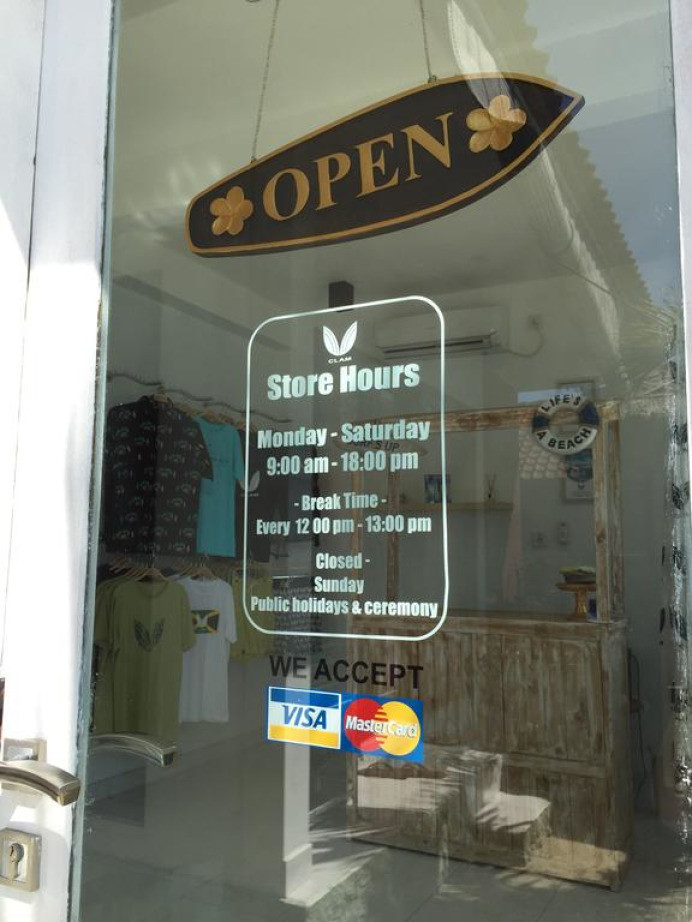 OPEN
CLAM
Store Hours
Monday - Saturday
9:00 am - 18:00 pm
- Break Time -
Every 12 00 pm - 13:00 pm
Closed -
Sunday
Public holidays & ceremony
LIFE'S
A BEACH
WE ACCEPT
VISA
MasterCard